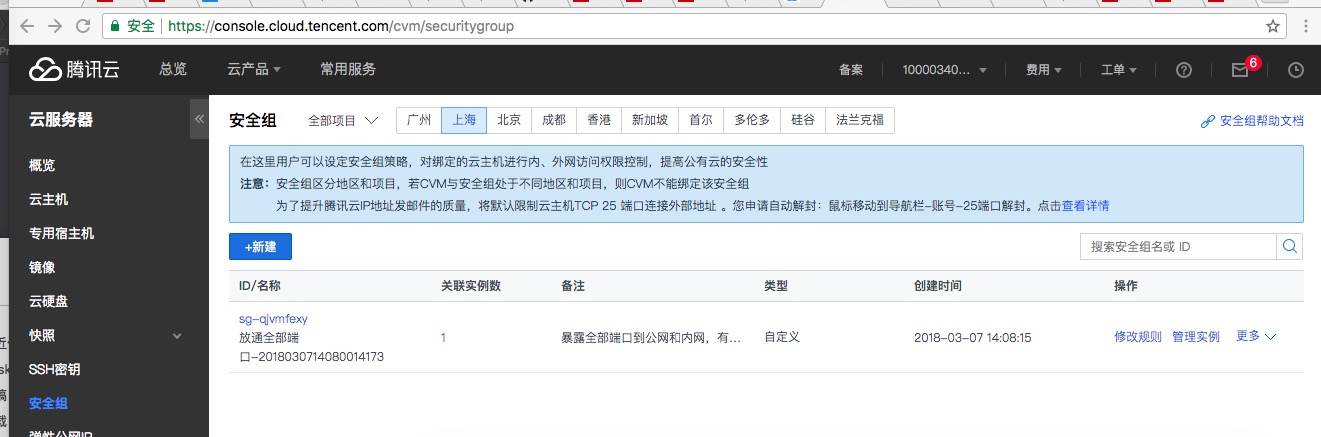 安全 https://console.cloud.tencent.com/cvm/securitygroup
腾讯云 总览 云产品 常用服务 备案 10000340... 费用 工单 6
云服务器 «
概览
云主机
专用宿主机
镜像
云硬盘
快照
SSH密钥
安全组
弹性公网IP
安全组 全部项目 广州 上海 北京 成都 香港 新加坡 首尔 多伦多 硅谷 法兰克福 安全组帮助文档
在这里用户可以设定安全组策略，对绑定的云主机进行内、外网访问权限控制，提高公有云的安全性
注意： 安全组区分地区和项目，若CVM与安全组处于不同地区和项目，则CVM不能绑定该安全组
为了提升腾讯云IP地址发邮件的质量，将默认限制云主机TCP 25 端口连接外部地址 。您申请自动解封：鼠标移动到导航栏-账号-25端口解封。点击查看详情
+新建 搜索安全组名或 ID
ID/名称 关联实例数 备注 类型 创建时间 操作
sg-qjvmfexy
放通全部端
口-2018030714080014173
1 暴露全部端口到公网和内网，有... 自定义 2018-03-07 14:08:15 修改规则 管理实例 更多